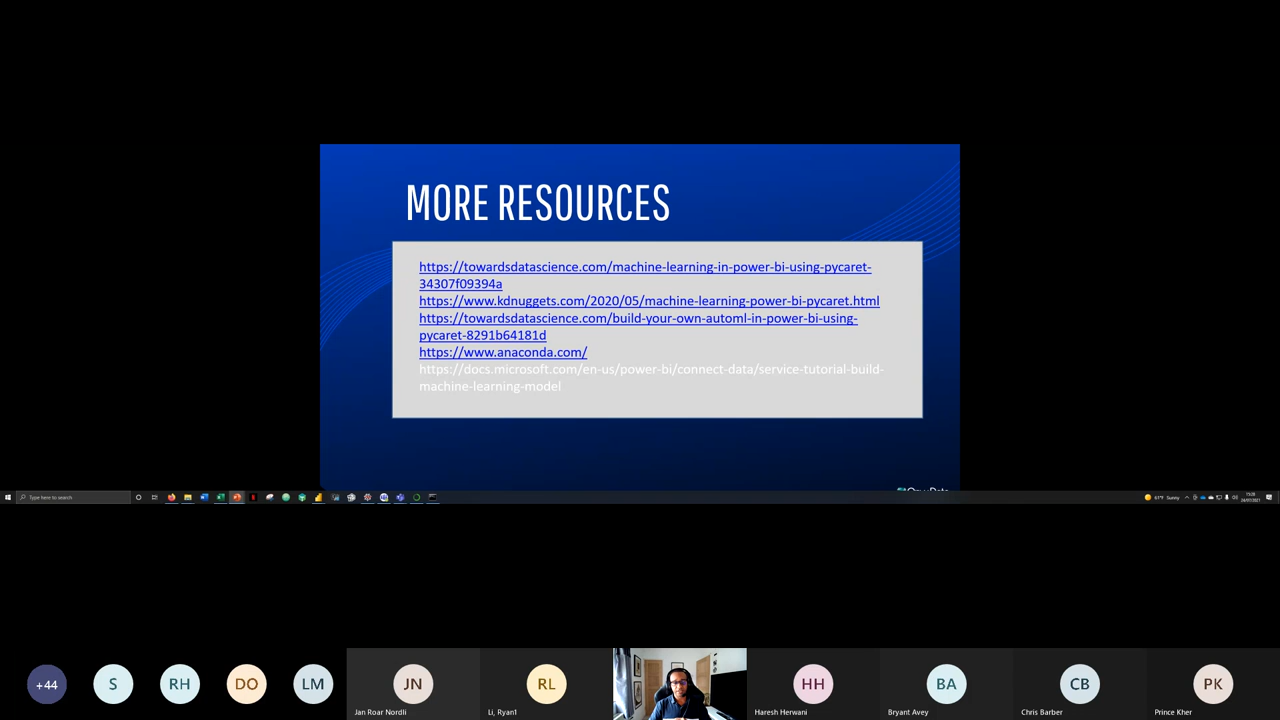 MORE RESOURCES
https://towardsdatascience.com/machine-learning-in-power-bi-using-pycaret-
34307f09394a
https://www.kdnuggets.com/2020/05/machine-learning-power-bi-pycaret.html
https://towardsdatascience.com/build-your-own-automl-in-power-bi-using-
pycaret-8291b64181d
https://www.anaconda.com/
https://docs.microsoft.com/en-us/power-bi/connect-data/service-tutorial-build-
machine-learning-model
Type here to search
Sunny
+44
S
RH
DO
LM
JN
RL
HH
BA
CB
PK
Jan Roar Nordli
Li, Ryan1
Haresh Herwani
Bryant Avey
Chris Barber
Prince Kher